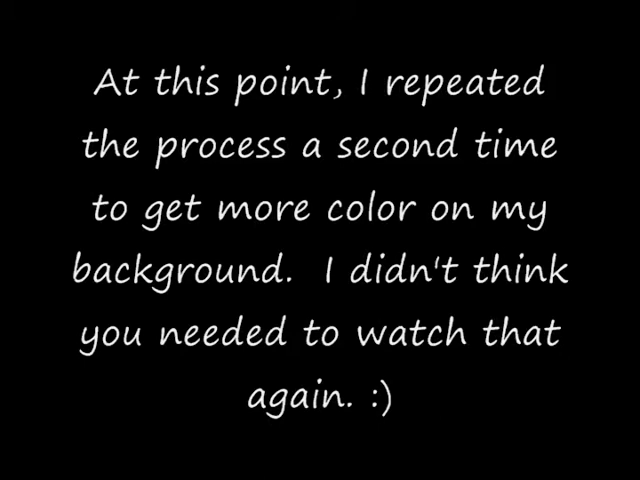 At this point, I repeated
the process a second time
to get more color on my
background.  I didn't think
you needed to watch that
again. :)